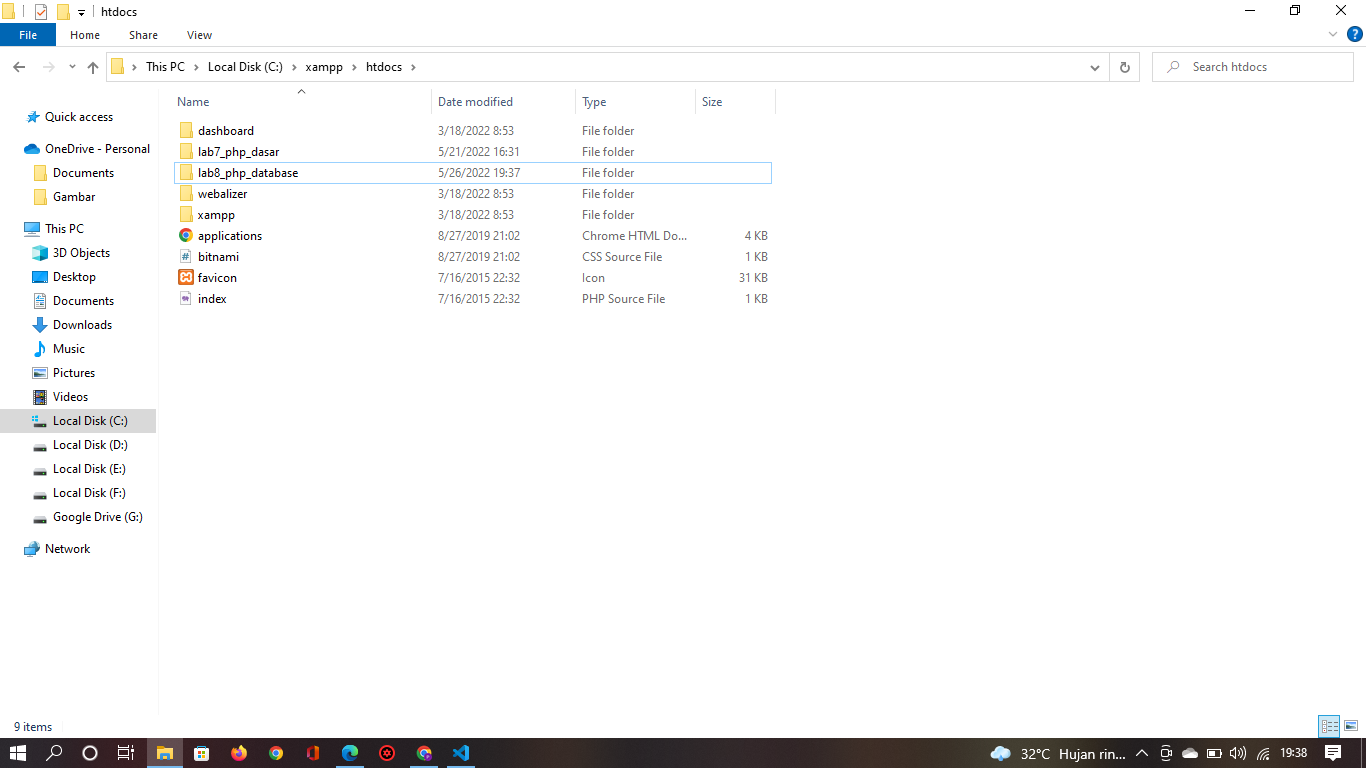 htdocs
File Home Share View
This PC Local Disk (C:) xampp htdocs
Search htdocs
Quick access
OneDrive - Personal
Documents
Gambar
This PC
3D Objects
Desktop
Documents
Downloads
Music
Pictures
Videos
Local Disk (C:)
Local Disk (D:)
Local Disk (E:)
Local Disk (F:)
Google Drive (G:)
Network
Name Date modified Type Size
dashboard 3/18/2022 8:53 File folder
lab7_php_dasar 5/21/2022 16:31 File folder
lab8_php_database 5/26/2022 19:37 File folder
webalizer 3/18/2022 8:53 File folder
xampp 3/18/2022 8:53 File folder
applications 8/27/2019 21:02 Chrome HTML Do... 4 KB
bitnami 8/27/2019 21:02 CSS Source File 1 KB
favicon 7/16/2015 22:32 Icon 31 KB
index 7/16/2015 22:32 PHP Source File 1 KB
9 items
32°C Hujan rin... 19:38